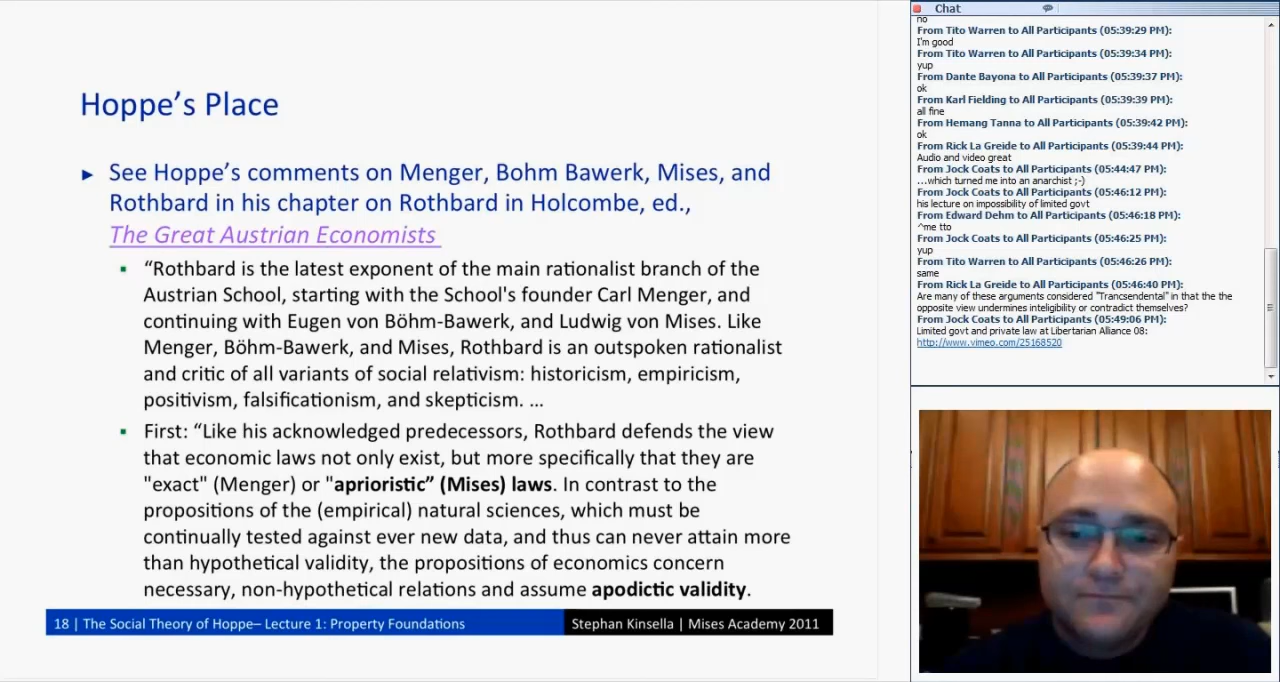 Hoppe's Place
► See Hoppe's comments on Menger, Bohm Bawerk, Mises, and
Rothbard in his chapter on Rothbard in Holcombe, ed.,
The Great Austrian Economists
▪ “Rothbard is the latest exponent of the main rationalist branch of the
Austrian School, starting with the School's founder Carl Menger, and
continuing with Eugen von Böhm-Bawerk, and Ludwig von Mises. Like
Menger, Böhm-Bawerk, and Mises, Rothbard is an outspoken rationalist
and critic of all variants of social relativism: historicism, empiricism,
positivism, falsificationism, and skepticism. …
▪ First: “Like his acknowledged predecessors, Rothbard defends the view
that economic laws not only exist, but more specifically that they are
"exact" (Menger) or "aprioristic” (Mises) laws. In contrast to the
propositions of the (empirical) natural sciences, which must be
continually tested against ever new data, and thus can never attain more
than hypothetical validity, the propositions of economics concern
necessary, non-hypothetical relations and assume apodictic validity.
18 | The Social Theory of Hoppe– Lecture 1: Property Foundations
Stephan Kinsella | Mises Academy 2011
Chat
no
From Tito Warren to All Participants (05:39:29 PM):
I'm good
From Tito Warren to All Participants (05:39:34 PM):
yup
From Dante Bayona to All Participants (05:39:37 PM):
ok
From Karl Fielding to All Participants (05:39:39 PM):
all fine
From Hemang Tanna to All Participants (05:39:42 PM):
ok
From Rick La Greide to All Participants (05:39:44 PM):
Audio and video great
From Jock Coats to All Participants (05:44:47 PM):
...which turned me into an anarchist ;-)
From Jock Coats to All Participants (05:46:12 PM):
his lecture on impossibility of limited govt
From Edward Dehm to All Participants (05:46:18 PM):
^me tto
From Jock Coats to All Participants (05:46:25 PM):
yup
From Tito Warren to All Participants (05:46:26 PM):
same
From Rick La Greide to All Participants (05:46:40 PM):
Are many of these arguments considered "Trancsendental" in that the the
opposite view undermines inteligibility or contradict themselves?
From Jock Coats to All Participants (05:49:06 PM):
Limited govt and private law at Libertarian Alliance 08:
http://www.vimeo.com/25168520